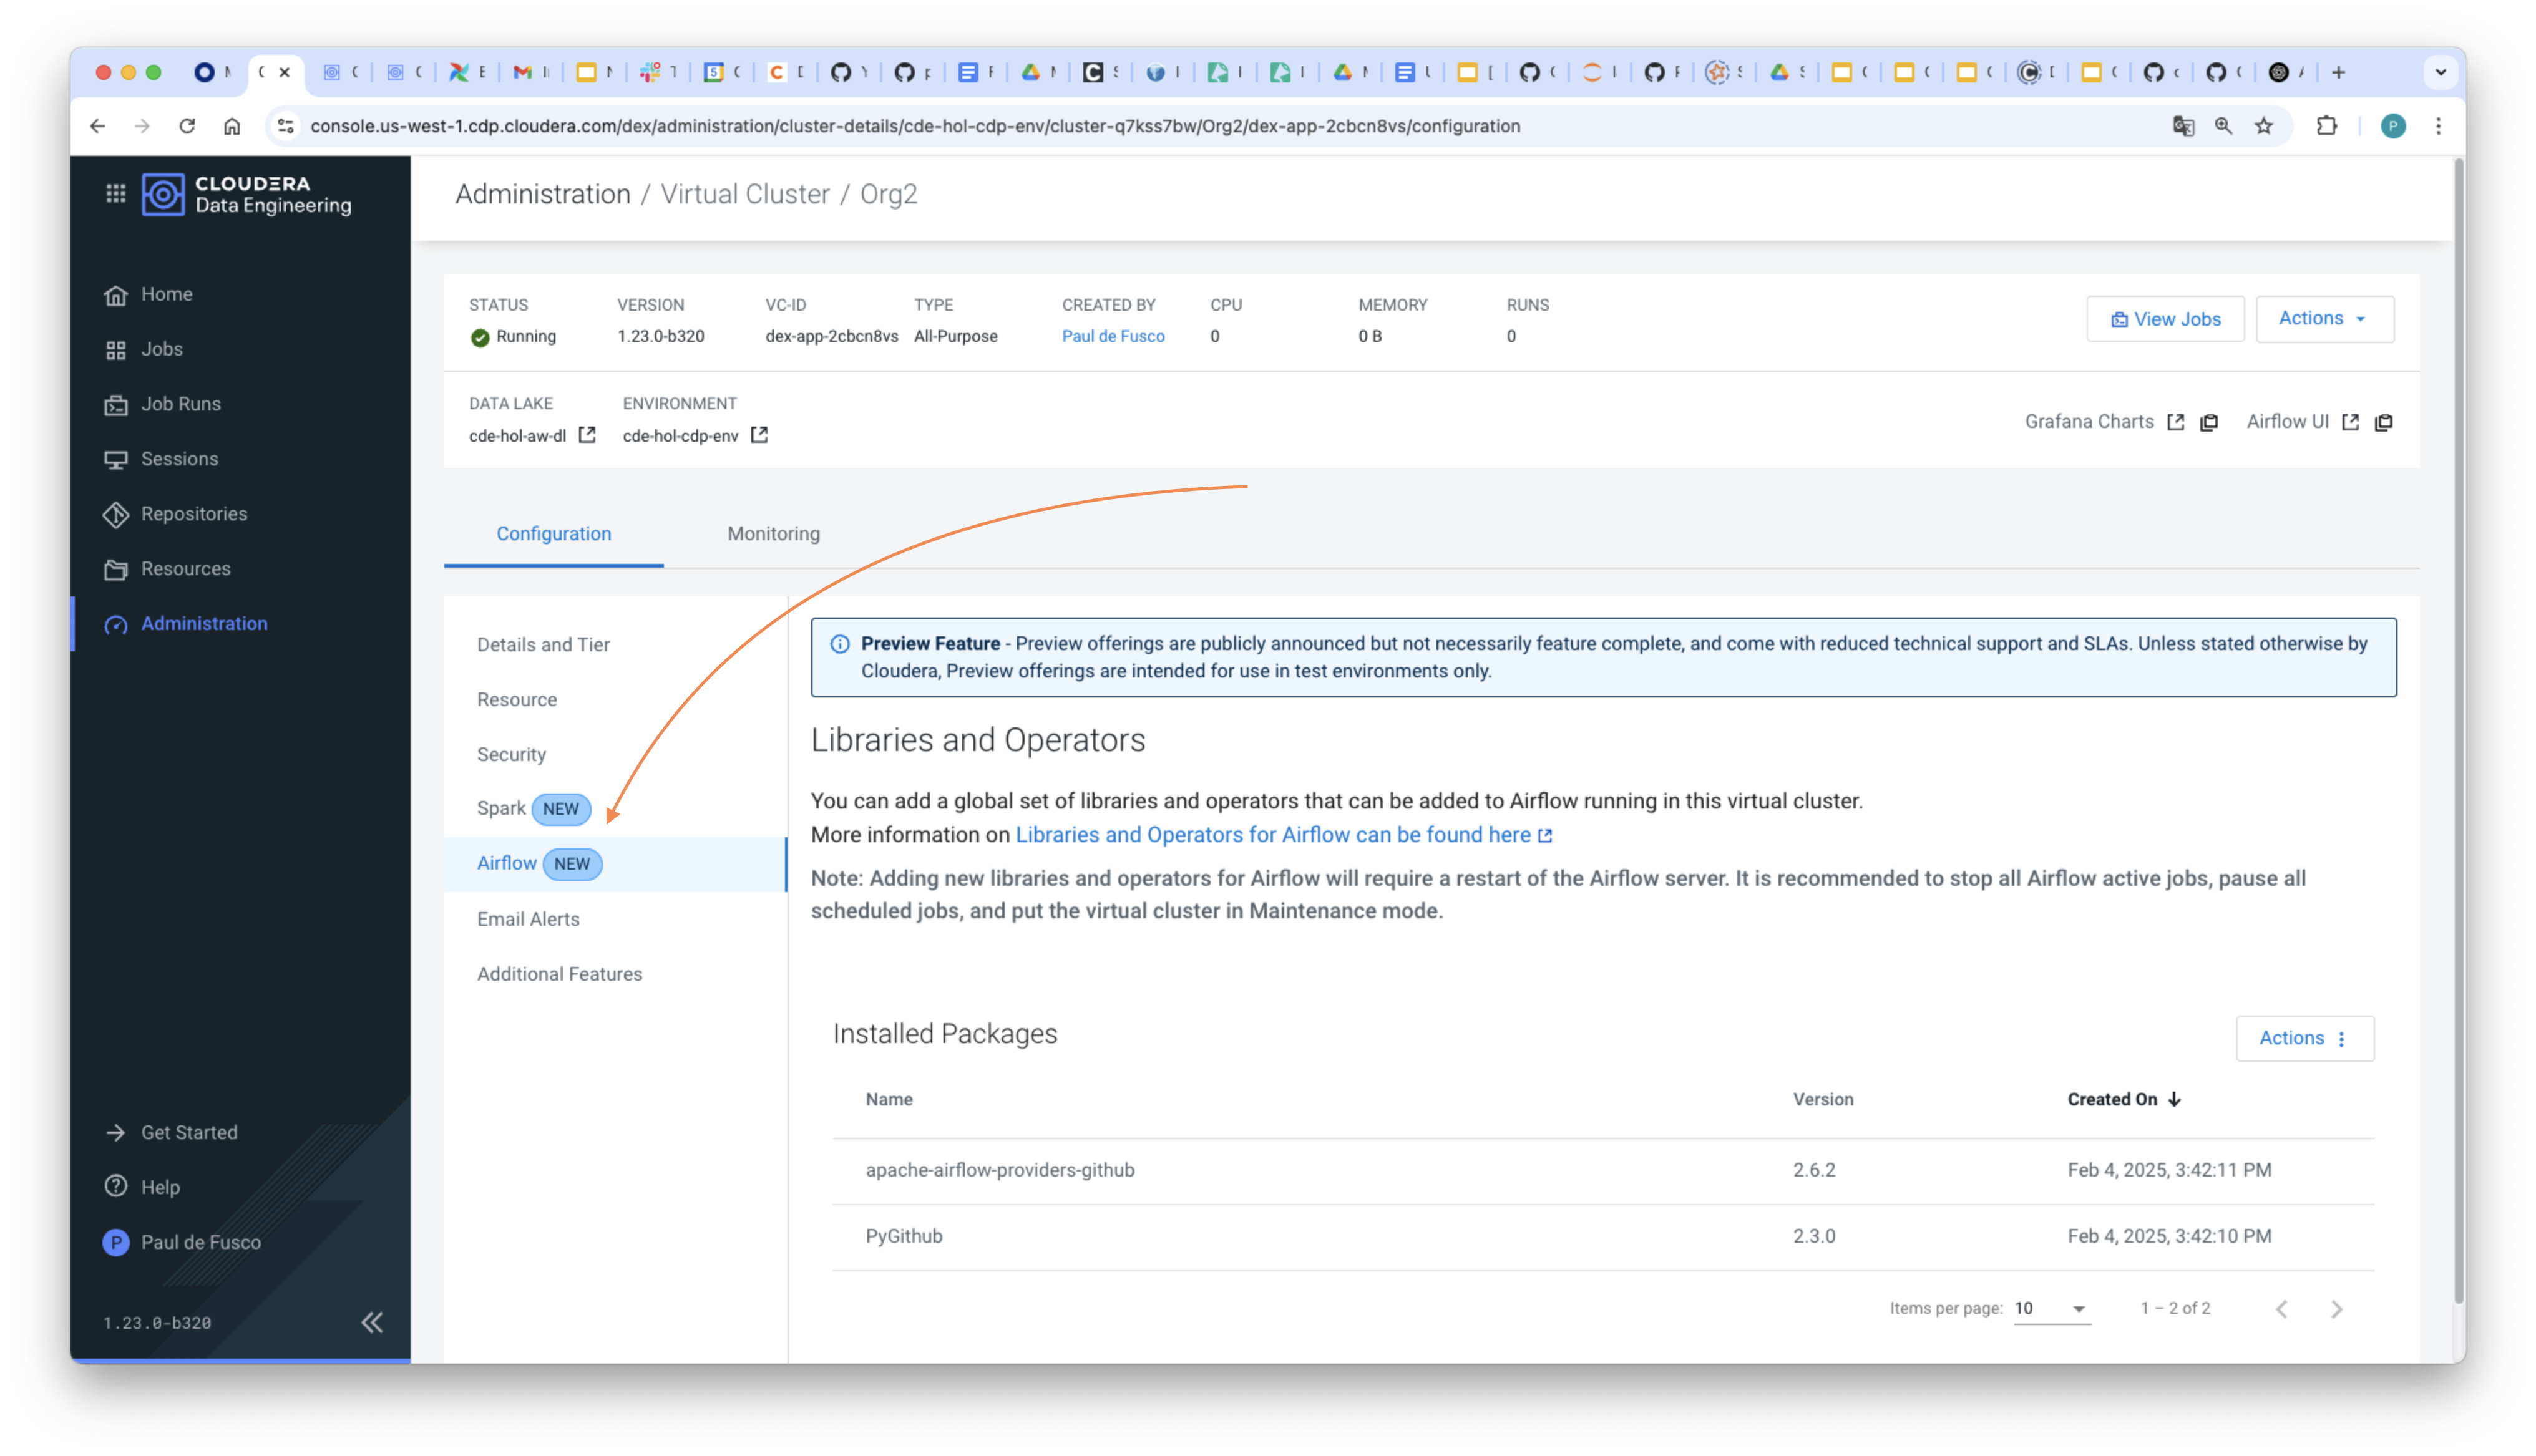 console.us-west-1.cdp.cloudera.com/dex/administration/cluster-details/cde-hol-cdp-env/cluster-q7kss7bw/Org2/dex-app-2cbcn8vs/configuration
P
CLOUDERA
Data Engineering
Home
Jobs
Job Runs
Sessions
Repositories
Resources
Administration
Get Started
Help
P Paul de Fusco
1.23.0-b320
Administration / Virtual Cluster / Org2
STATUS VERSION VC-ID TYPE CREATED BY CPU MEMORY RUNS
Running 1.23.0-b320 dex-app-2cbcn8vs All-Purpose Paul de Fusco 0 0 B 0
View Jobs Actions
DATA LAKE ENVIRONMENT
cde-hol-aw-dl cde-hol-cdp-env
Grafana Charts Airflow UI
Configuration Monitoring
Details and Tier
Resource
Security
Spark NEW
Airflow NEW
Email Alerts
Additional Features
Preview Feature - Preview offerings are publicly announced but not necessarily feature complete, and come with reduced technical support and SLAs. Unless stated otherwise by
Cloudera, Preview offerings are intended for use in test environments only.
Libraries and Operators
You can add a global set of libraries and operators that can be added to Airflow running in this virtual cluster.
More information on Libraries and Operators for Airflow can be found here
Note: Adding new libraries and operators for Airflow will require a restart of the Airflow server. It is recommended to stop all Airflow active jobs, pause all
scheduled jobs, and put the virtual cluster in Maintenance mode.
Installed Packages
Actions
Name Version Created On
apache-airflow-providers-github 2.6.2 Feb 4, 2025, 3:42:11 PM
PyGithub 2.3.0 Feb 4, 2025, 3:42:10 PM
Items per page: 10 1 – 2 of 2